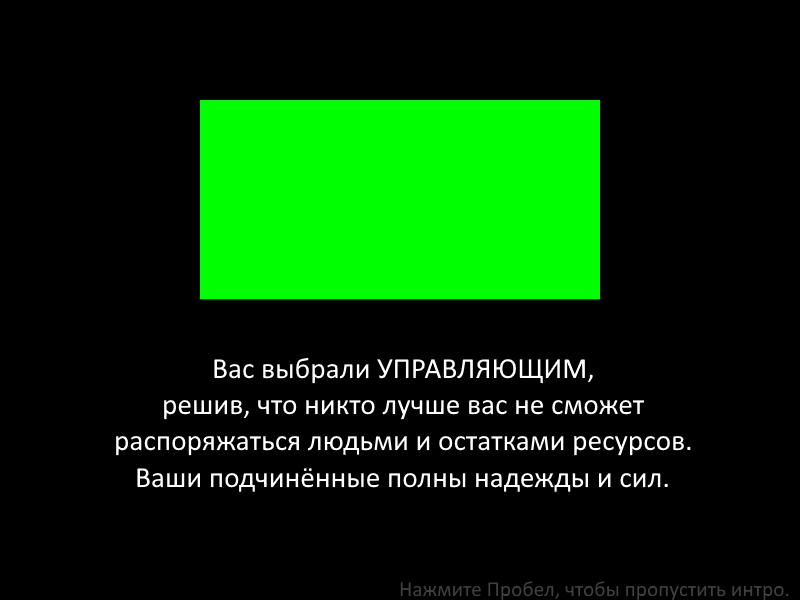 Вас выбрали УПРАВЛЯЮЩИМ,
решив, что никто лучше вас не сможет
распоряжаться людьми и остатками ресурсов.
Ваши подчинённые полны надежды и сил.
Нажмите Пробел, чтобы пропустить интро.